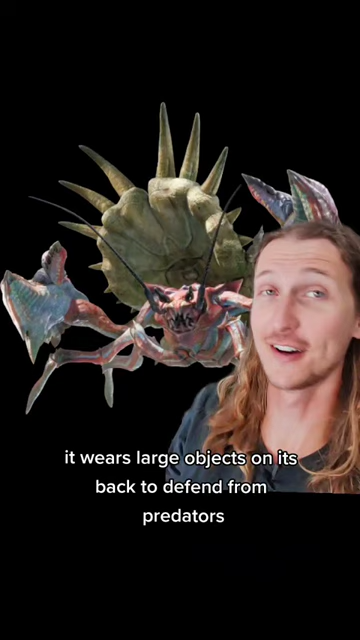 it wears large objects on its
back to defend from
predators